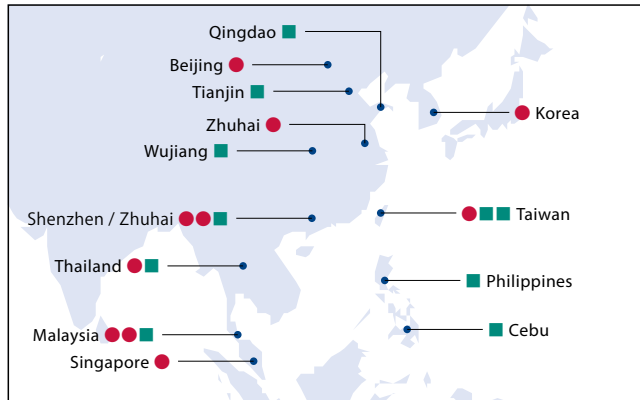 Qingdao
Beijing
Tianjin
Korea
Zhuhai
Wujiang
Shenzhen / Zhuhai
Taiwan
Thailand
Philippines
Cebu
Malaysia
Singapore